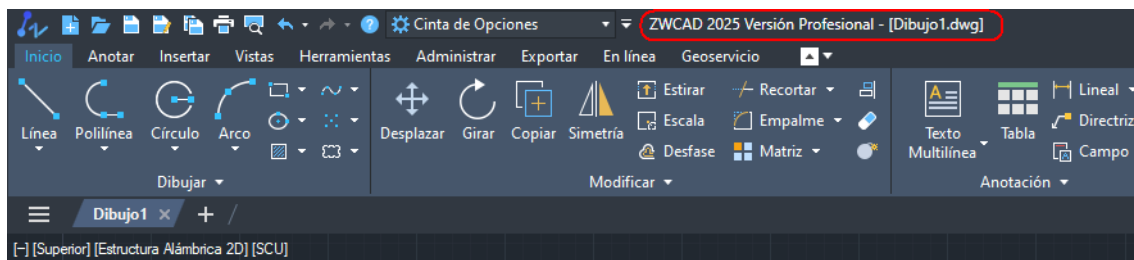 Cinta de Opciones ZWCAD 2025 Versión Profesional - [Dibujo1.dwg]
Inicio Anotar Insertar Vistas Herramientas Administrar Exportar En línea Geoservicio
Estirar Recortar Lineal
Línea Polilínea Círculo Arco Desplazar Girar Copiar Simetría Escala Empalme Texto Multilínea Tabla Directriz
Desfase Matriz Campo
Dibujar Modificar Anotación
Dibujo1
[−] [Superior] [Estructura Alámbrica 2D] [SCU]